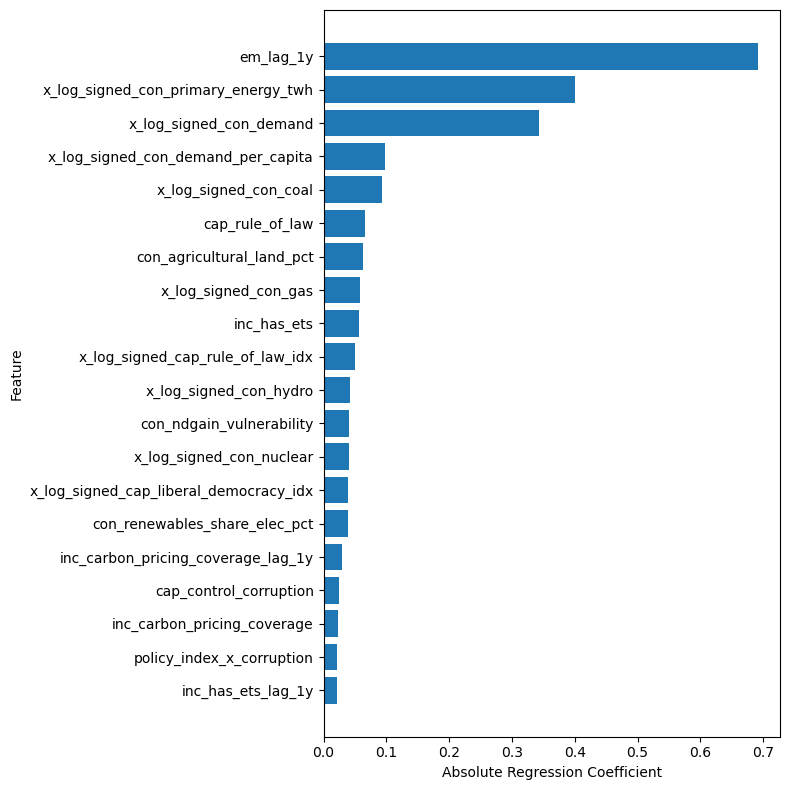 em_lag_1y
x_log_signed_con_primary_energy_twh
x_log_signed_con_demand
x_log_signed_con_demand_per_capita
x_log_signed_con_coal
cap_rule_of_law
con_agricultural_land_pct
x_log_signed_con_gas
inc_has_ets
x_log_signed_cap_rule_of_law_idx
x_log_signed_con_hydro
con_ndgain_vulnerability
x_log_signed_con_nuclear
x_log_signed_cap_liberal_democracy_idx
con_renewables_share_elec_pct
inc_carbon_pricing_coverage_lag_1y
cap_control_corruption
inc_carbon_pricing_coverage
policy_index_x_corruption
inc_has_ets_lag_1y
Feature
0.0 0.1 0.2 0.3 0.4 0.5 0.6 0.7
Absolute Regression Coefficient